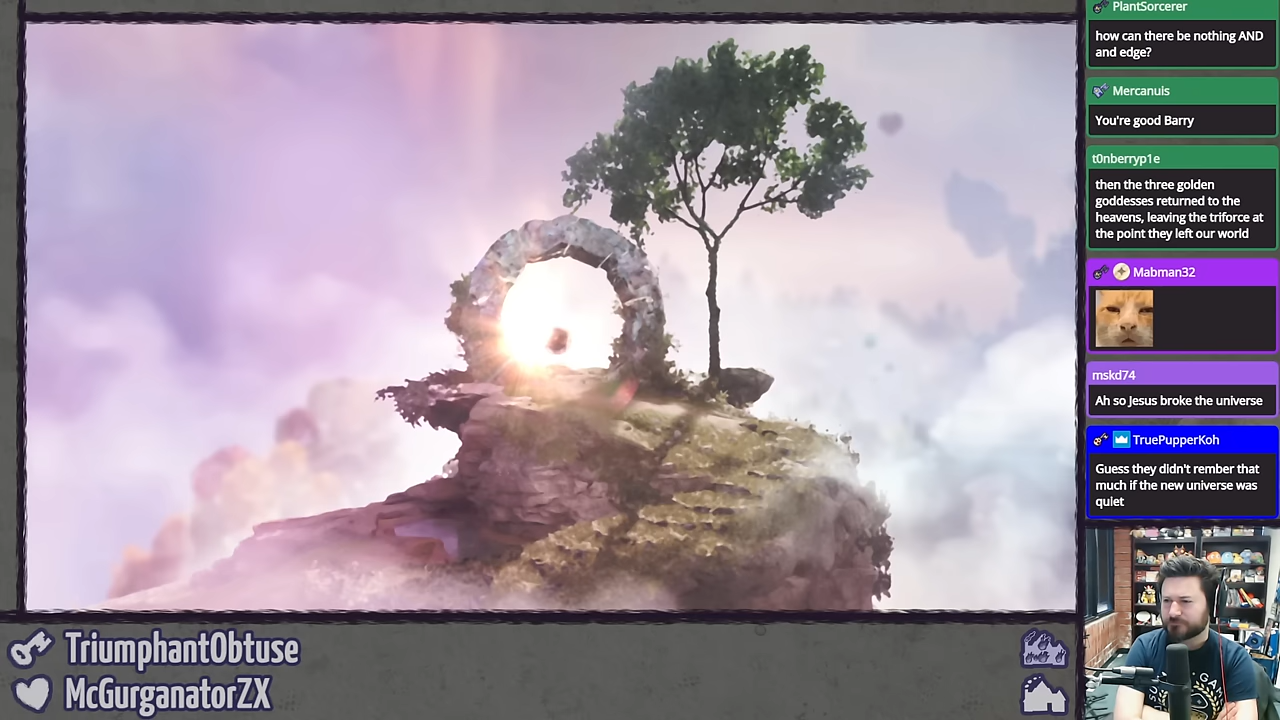 PlantSorcerer
how can there be nothing AND
and edge?
Mercanuis
You're good Barry
t0nberryp1e
then the three golden
goddesses returned to the
heavens, leaving the triforce at
the point they left our world
Mabman32
mskd74
Ah so Jesus broke the universe
TruePupperKoh
Guess they didn't rember that
much if the new universe was
quiet
TriumphantObtuse
McGurganatorZX